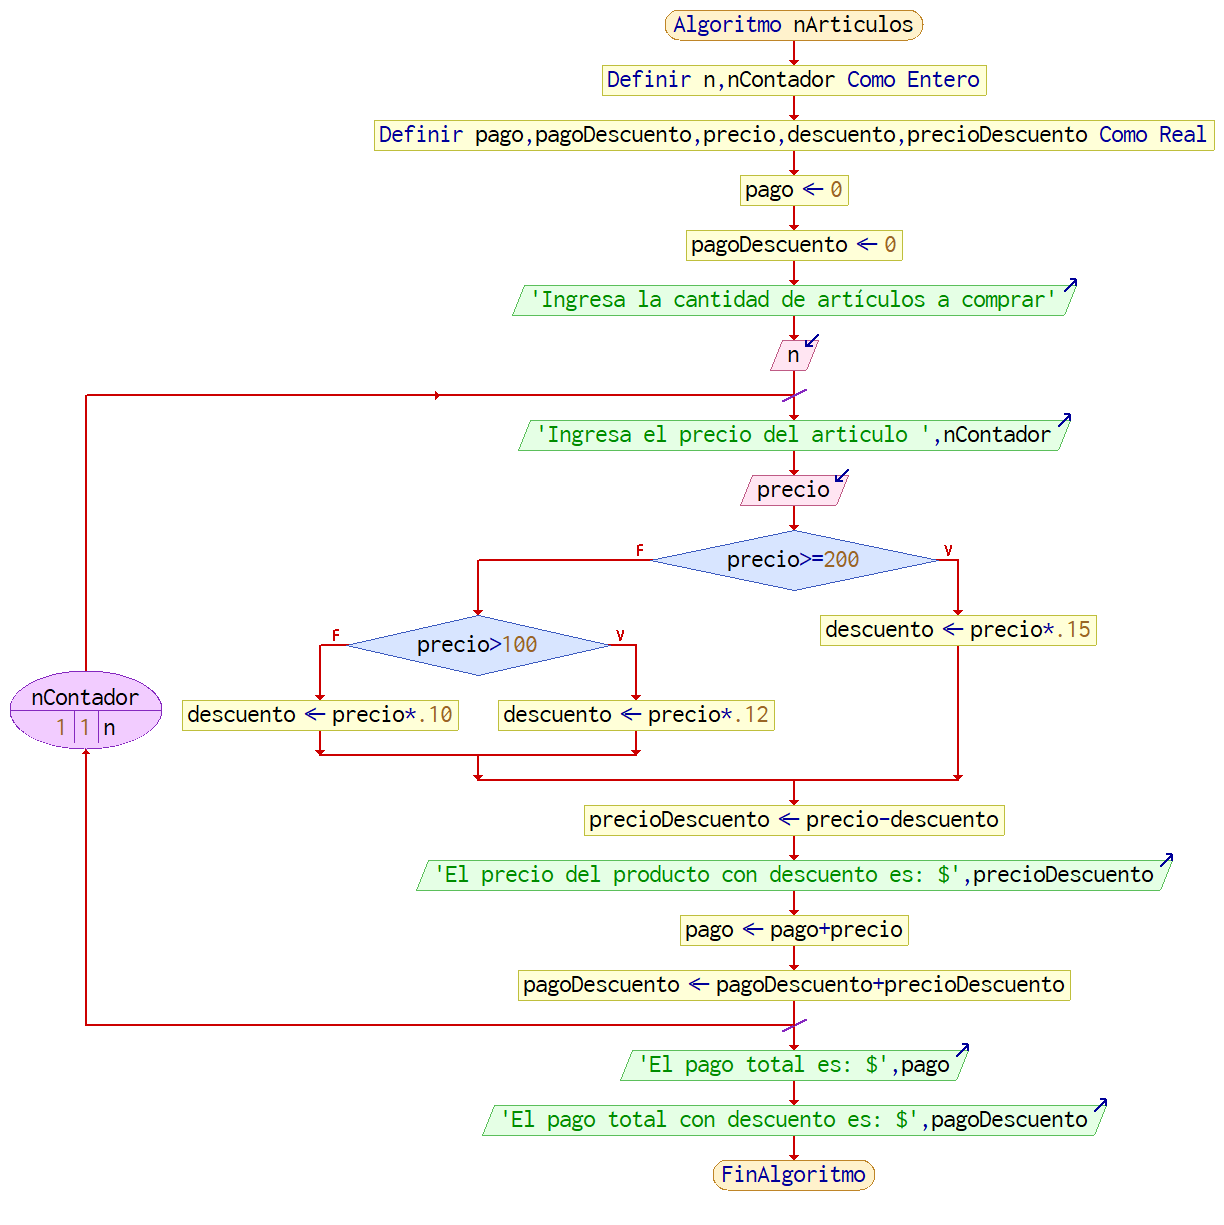 Algoritmo nArticulos
Definir n,nContador Como Entero
Definir pago,pagoDescuento,precio,descuento,precioDescuento Como Real
pago ← 0
pagoDescuento ← 0
'Ingresa la cantidad de artículos a comprar'
n
'Ingresa el precio del articulo ',nContador
precio
precio>=200
F
V
descuento ← precio*.15
precio>100
F
V
descuento ← precio*.10
descuento ← precio*.12
nContador
1 1 n
precioDescuento ← precio-descuento
'El precio del producto con descuento es: $',precioDescuento
pago ← pago+precio
pagoDescuento ← pagoDescuento+precioDescuento
'El pago total es: $',pago
'El pago total con descuento es: $',pagoDescuento
FinAlgoritmo